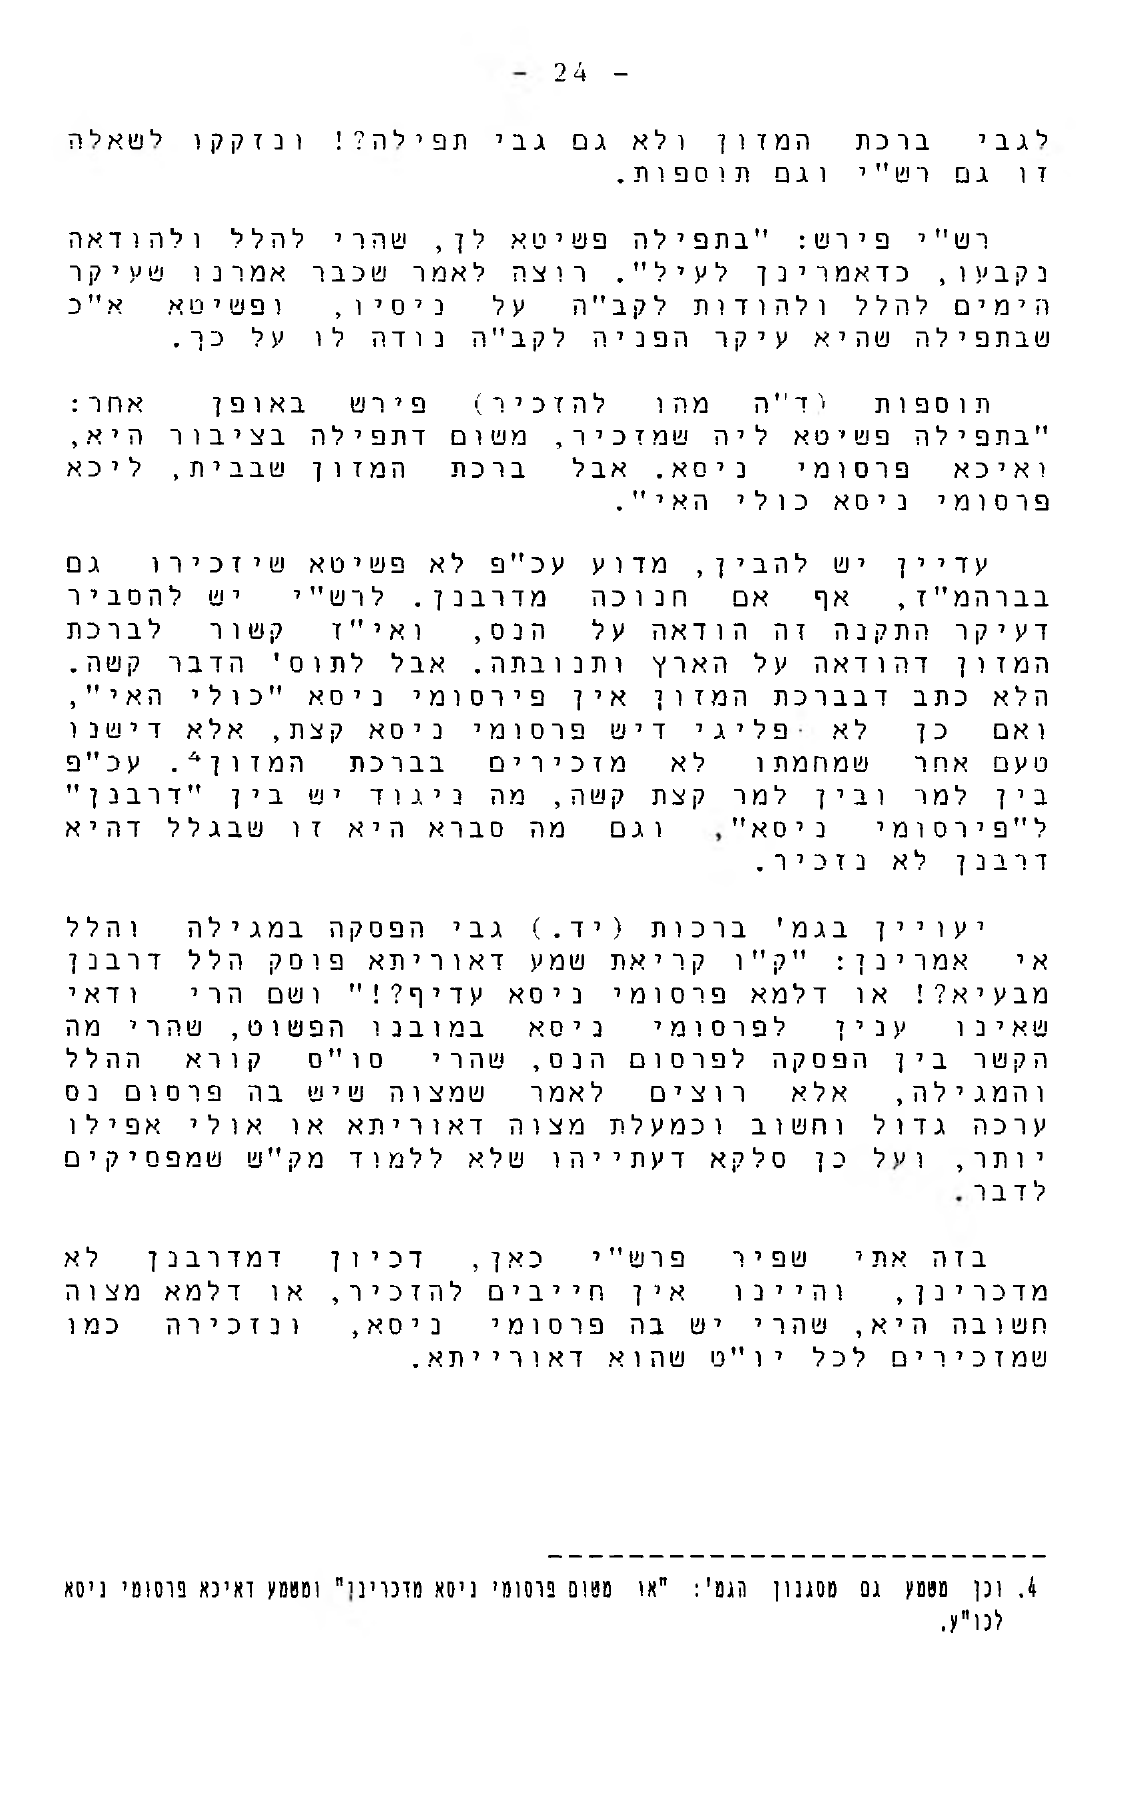 - 24 -
לגבי ברכת המזון ולא גם גבי תפילה?! ונזקקו לשאלה
זו גם רש"י וגם תוספות.
רש"י פירש: "בתפילה פשיטא לן, שהרי להלל ולהודאה
נקבעו, כדאמרינן לעיל". רוצה לאמר שכבר אמרנו שעיקר
הימים להלל ולהודות לקב"ה על ניסיו, ופשיטא א"כ
שבתפילה שהיא עיקר הפניה לקב"ה נודה לו על כך.
תוספות (ד"ה מהו להזכיר) פירש באופן אחר:
"בתפילה פשיטא ליה שמזכיר, משום דתפילה בציבור היא,
ואיכא פרסומי ניסא. אבל ברכת המזון שבבית, ליכא
פרסומי ניסא כולי האי".
עדיין יש להבין, מדוע עכ"פ לא פשיטא שיזכירו גם
בברהמ"ז, אף אם חנוכה מדרבנן. לרש"י יש להסביר
דעיקר התקנה זה הודאה על הנס, ואי"ז קשור לברכת
המזון דהודאה על הארץ ותנובתה. אבל לתוס' הדבר קשה.
הלא כתב דבברכת המזון אין פירסומי ניסא "כולי האי",
ואם כן לא פליגי דיש פרסומי ניסא קצת, אלא דישנו
טעם אחר שמחמתו לא מזכירים בברכת המזון⁴. עכ"פ
בין למר ובין למר קצת קשה, מה ניגוד יש בין "דרבנן"
ל"פירסומי ניסא", וגם מה סברא היא זו שבגלל דהיא
דרבנן לא נזכיר.
יעויין בגמ' ברכות (יד.) גבי הפסקה במגילה והלל
אי אמרינן: "ק"ו קריאת שמע דאוריתא פוסק הלל דרבנן
מבעיא?! או דלמא פרסומי ניסא עדיף?!" ושם הרי ודאי
שאינו ענין לפרסומי ניסא במובנו הפשוט, שהרי מה
הקשר בין הפסקה לפרסום הנס, שהרי סו"ס קורא ההלל
והמגילה, אלא רוצים לאמר שמצוה שיש בה פרסום נס
ערכה גדול וחשוב וכמעלת מצוה דאוריתא או אולי אפילו
יותר, ועל כן סלקא דעתייהו שלא ללמוד מק"ש שמפסיקים
לדבר.
בזה אתי שפיר פרש"י כאן, דכיון דמדרבנן לא
מדכרינן, והיינו אין חייבים להזכיר, או דלמא מצוה
חשובה היא, שהרי יש בה פרסומי ניסא, ונזכירה כמו
שמזכירים לכל יו"ט שהוא דאורייתא.
4. וכן משמע גם מסגנון הגמ': "או משום פרסומי ניסא מדכרינן" ומשמע דאיכא פרסומי ניסא
לכו"ע.